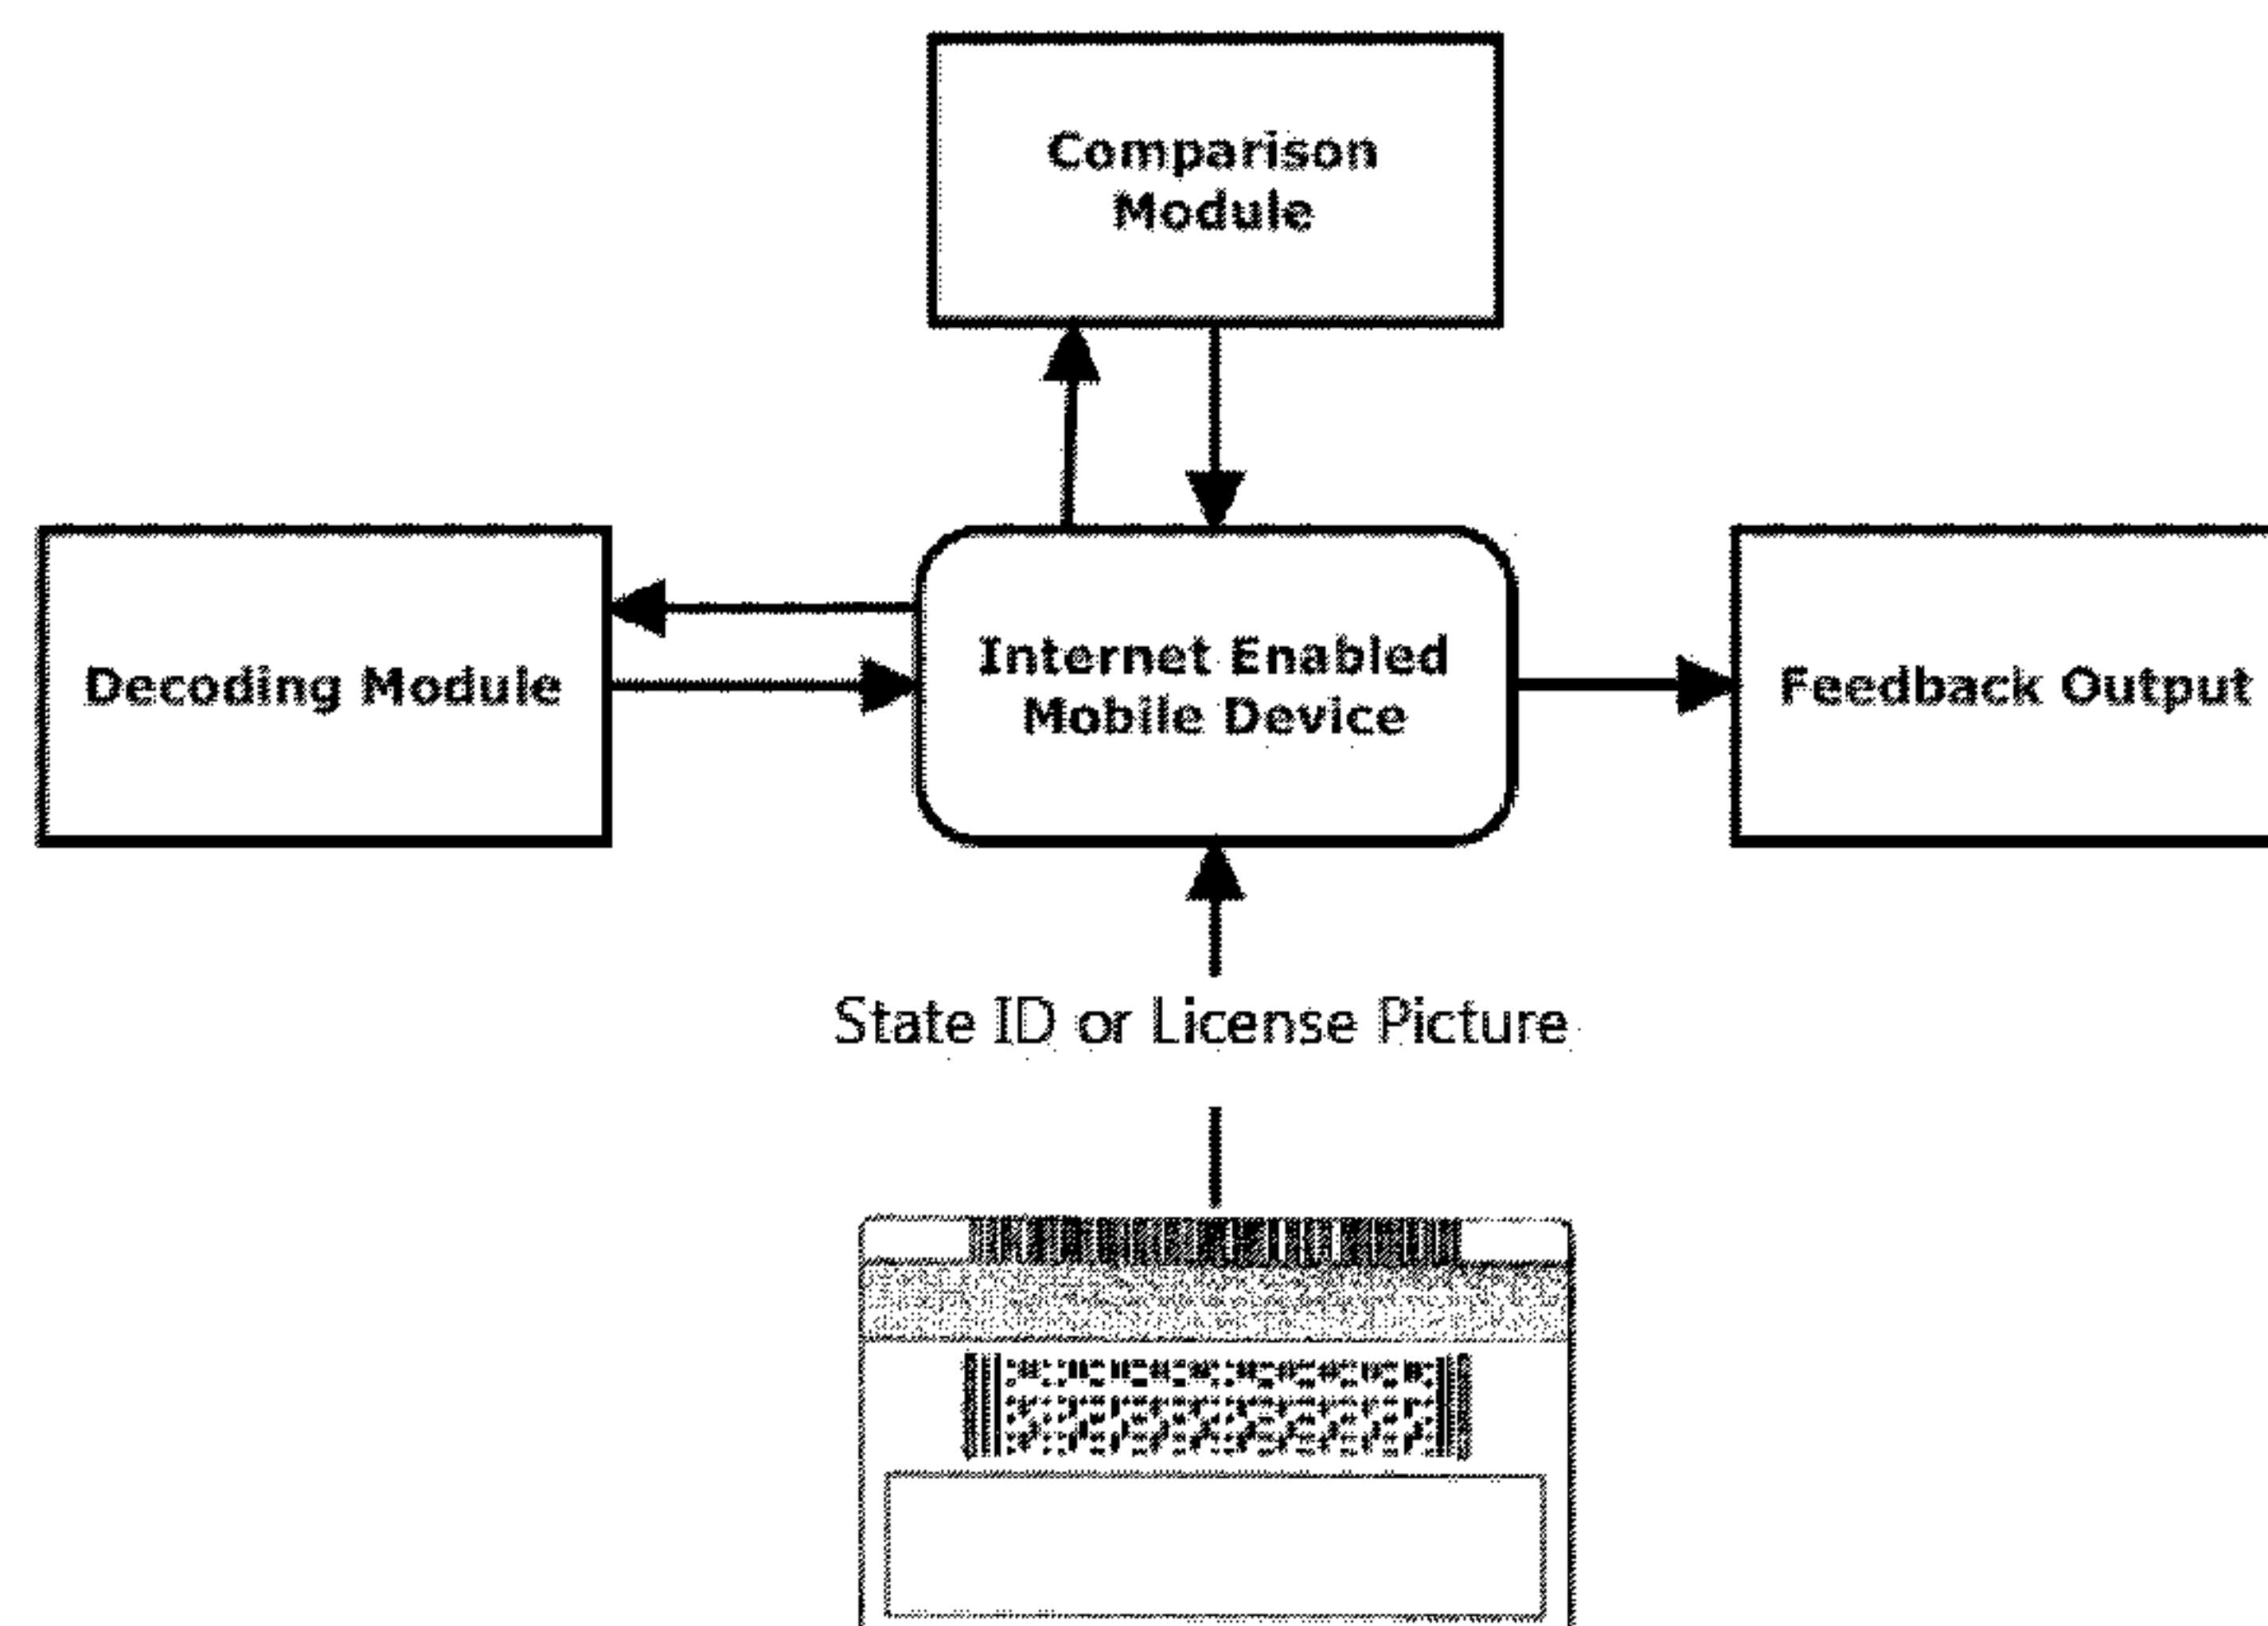 Comparison
Module
Decoding Module
Internet Enabled
Mobile Device
Feedback Output
State ID or License Picture